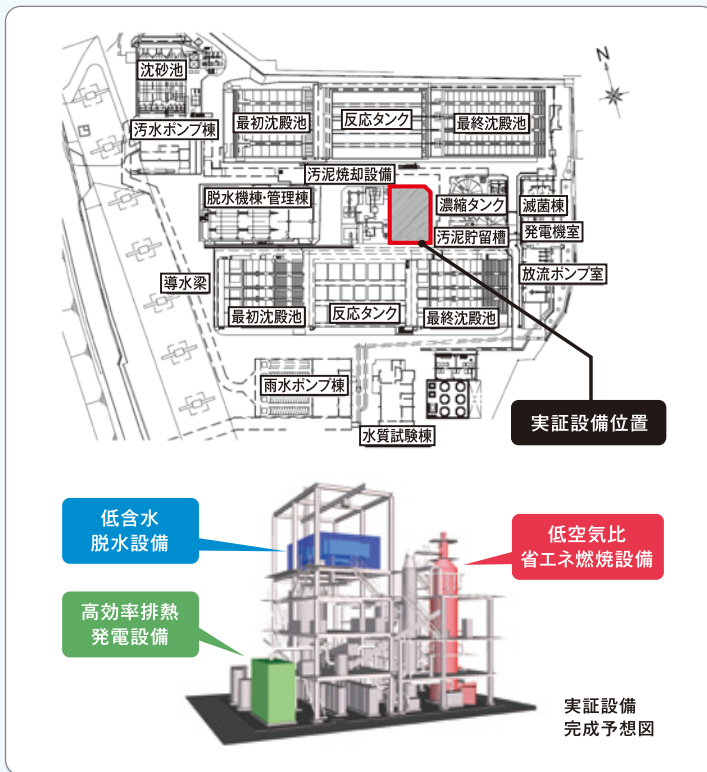 N
沈砂池
汚水ポンプ棟
最初沈殿池
反応タンク
最終沈殿池
汚泥焼却設備
脱水機棟・管理棟
濃縮タンク
滅菌棟
汚泥貯留槽
発電機室
導水梁
放流ポンプ室
最初沈殿池
反応タンク
最終沈殿池
雨水ポンプ棟
水質試験棟
実証設備位置
低含水
脱水設備
低空気比
省エネ燃焼設備
高効率排熱
発電設備
実証設備
完成予想図